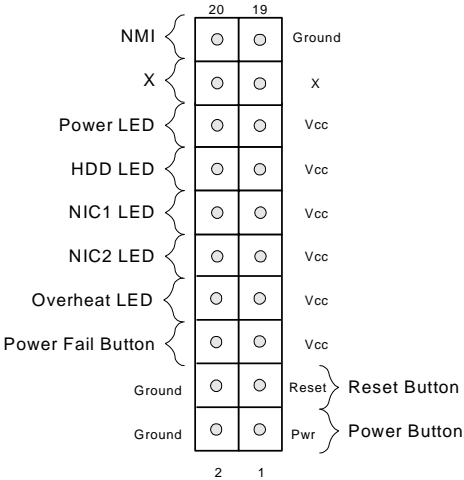 20 19
NMI Ground
X X
Power LED Vcc
HDD LED Vcc
NIC1 LED Vcc
NIC2 LED Vcc
Overheat LED Vcc
Power Fail Button Vcc
Ground Reset Reset Button
Ground Pwr Power Button
2 1